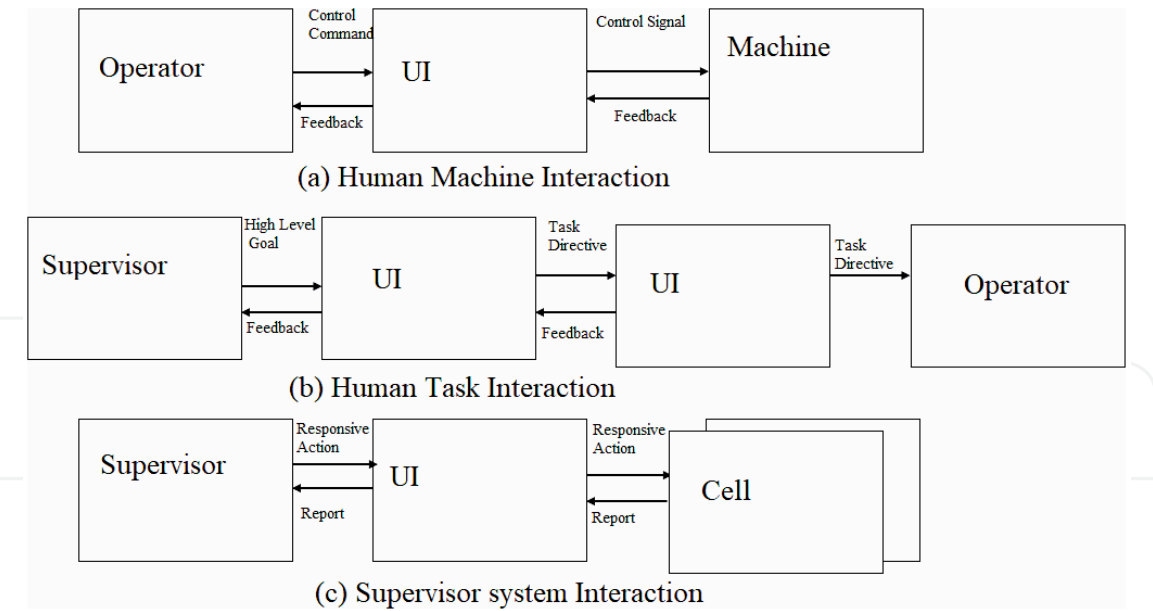 Control
Command
Control Signal
Operator
UI
Machine
Feedback
Feedback
(a) Human Machine Interaction
High Level
Goal
Task
Directive
Task
Directive
Supervisor
UI
UI
Operator
Feedback
Feedback
(b) Human Task Interaction
Responsive
Action
Responsive
Action
Supervisor
UI
Cell
Report
Report
(c) Supervisor system Interaction